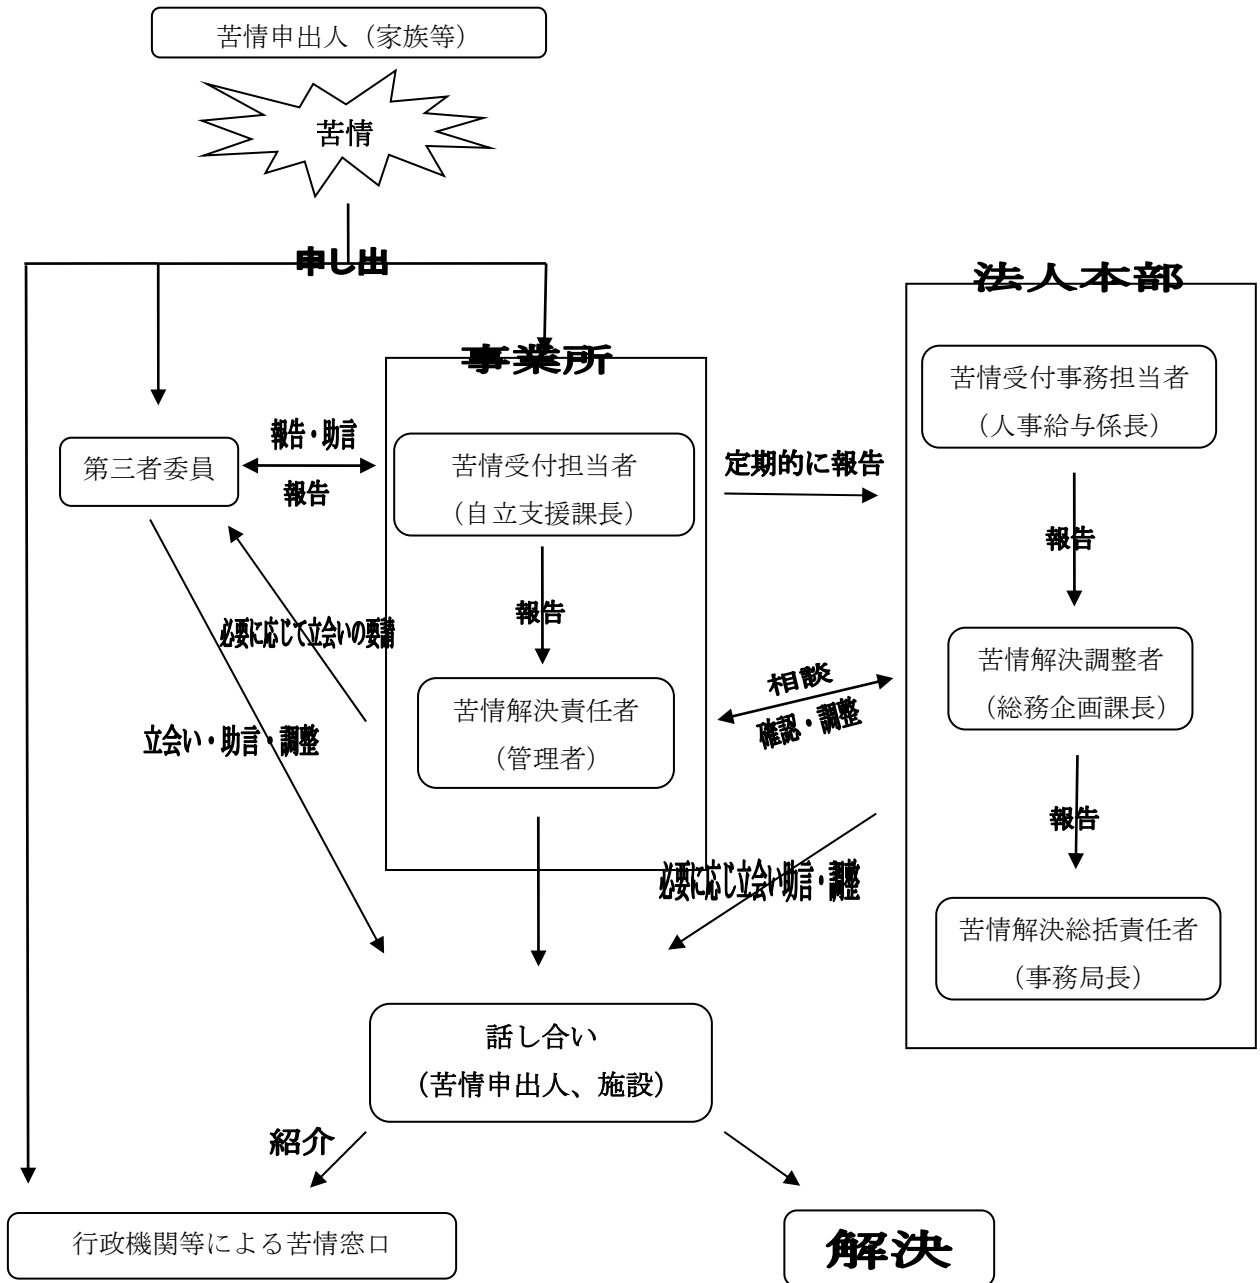 苦情申出人（家族等）
苦情
申し出
法人本部
事業所
苦情受付事務担当者
（人事給与係長）
報告・助言
第三者委員
報告
苦情受付担当者
（自立支援課長）
定期的に報告
報告
報告
必要に応じて立会いの要請
苦情解決調整者
（総務企画課長）
相談
確認・調整
苦情解決責任者
（管理者）
立会い・助言・調整
報告
必要に応じ立会い助言・調整
苦情解決総括責任者
（事務局長）
話し合い
（苦情申出人、施設）
紹介
行政機関等による苦情窓口
解決